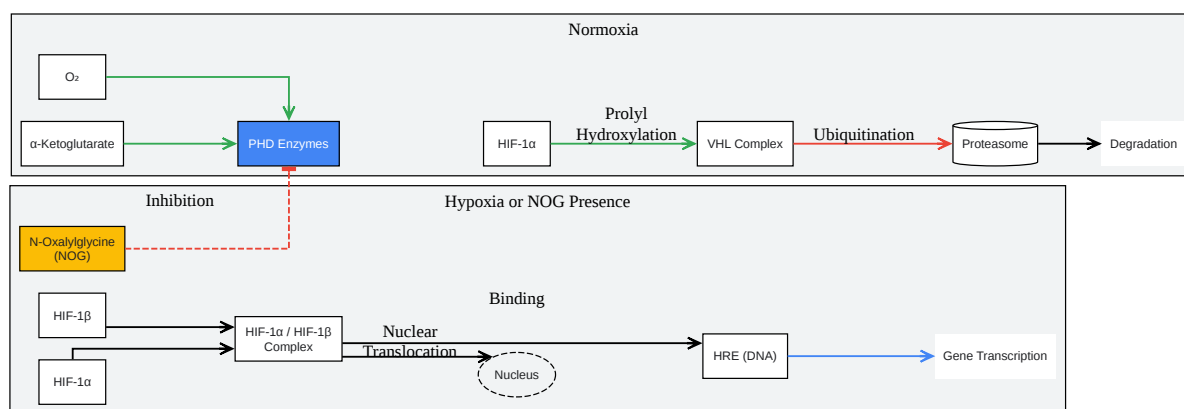 Normoxia
O₂
α-Ketoglutarate
PHD Enzymes
HIF-1α
Prolyl
Hydroxylation
VHL Complex
Ubiquitination
Proteasome
Degradation
Inhibition
Hypoxia or NOG Presence
N-Oxalylglycine
(NOG)
HIF-1β
HIF-1α
HIF-1α / HIF-1β
Complex
Binding
Nuclear
Translocation
Nucleus
HRE (DNA)
Gene Transcription